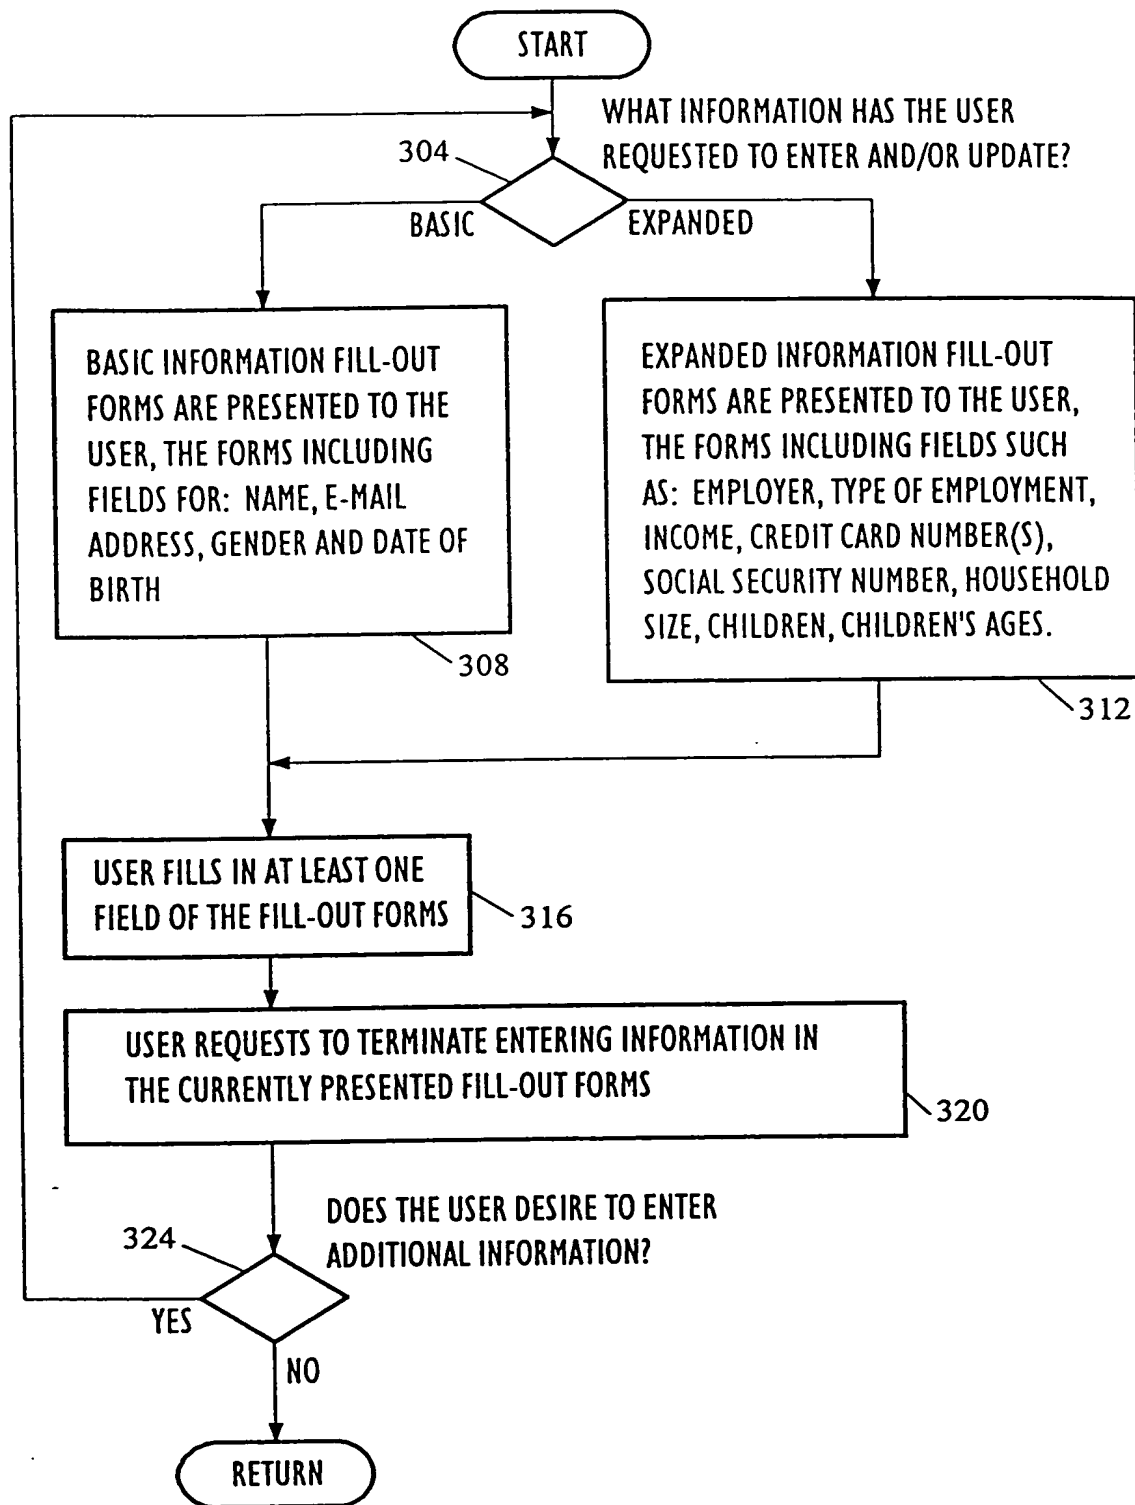 START
WHAT INFORMATION HAS THE USER
REQUESTED TO ENTER AND/OR UPDATE?
304
BASIC
EXPANDED
BASIC INFORMATION FILL-OUT
FORMS ARE PRESENTED TO THE
USER, THE FORMS INCLUDING
FIELDS FOR: NAME, E-MAIL
ADDRESS, GENDER AND DATE OF
BIRTH
308
EXPANDED INFORMATION FILL-OUT
FORMS ARE PRESENTED TO THE USER,
THE FORMS INCLUDING FIELDS SUCH
AS: EMPLOYER, TYPE OF EMPLOYMENT,
INCOME, CREDIT CARD NUMBER(S),
SOCIAL SECURITY NUMBER, HOUSEHOLD
SIZE, CHILDREN, CHILDREN'S AGES.
312
USER FILLS IN AT LEAST ONE
FIELD OF THE FILL-OUT FORMS
316
USER REQUESTS TO TERMINATE ENTERING INFORMATION IN
THE CURRENTLY PRESENTED FILL-OUT FORMS
320
DOES THE USER DESIRE TO ENTER
ADDITIONAL INFORMATION?
324
YES
NO
RETURN